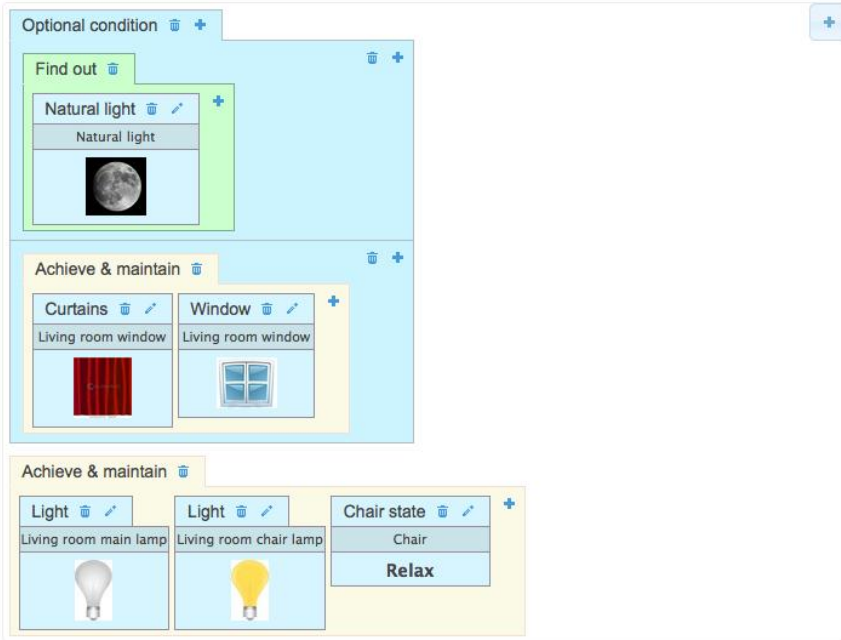 Optional condition
Find out
Natural light
Natural light
Achieve & maintain
Curtains
Window
Living room window
Living room window
Achieve & maintain
Light
Light
Chair state
Living room main lamp
Living room chair lamp
Chair
Relax